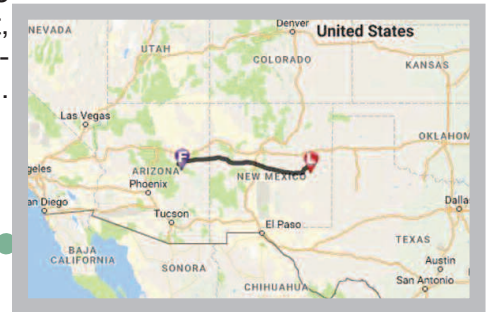 Denver
United States
NEVADA
UTAH
COLORADO
KANSAS
Las Vegas
OKLAHOM
F
L
geles
ARIZONA
NEW MEXICO
Phoenix
an Diego
Dalla
Tucson
El Paso
TEXAS
BAJA
CALIFORNIA
SONORA
Austin
San Antonio
CHIHUAHUA